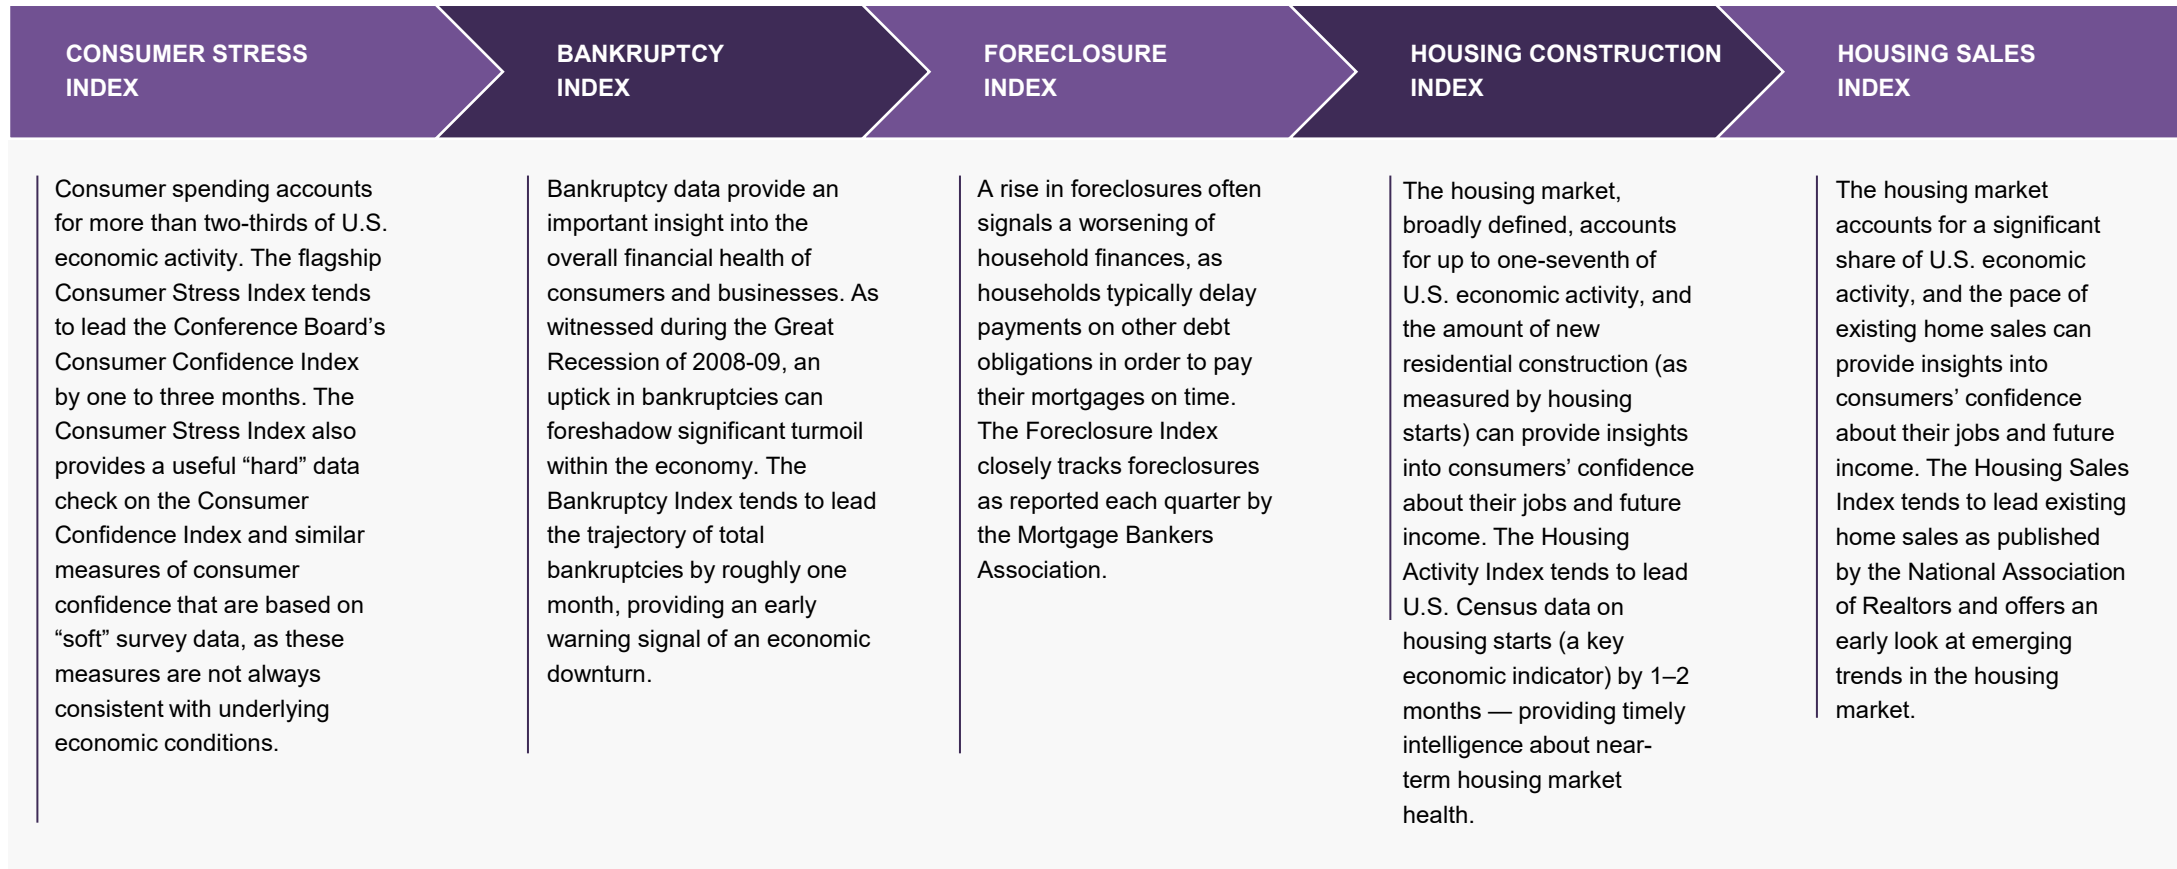 CONSUMER STRESS
INDEX
BANKRUPTCY
INDEX
FORECLOSURE
INDEX
HOUSING CONSTRUCTION
INDEX
HOUSING SALES
INDEX
Consumer spending accounts
for more than two-thirds of U.S.
economic activity. The flagship
Consumer Stress Index tends
to lead the Conference Board’s
Consumer Confidence Index
by one to three months. The
Consumer Stress Index also
provides a useful “hard” data
check on the Consumer
Confidence Index and similar
measures of consumer
confidence that are based on
“soft” survey data, as these
measures are not always
consistent with underlying
economic conditions.
Bankruptcy data provide an
important insight into the
overall financial health of
consumers and businesses. As
witnessed during the Great
Recession of 2008-09, an
uptick in bankruptcies can
foreshadow significant turmoil
within the economy. The
Bankruptcy Index tends to lead
the trajectory of total
bankruptcies by roughly one
month, providing an early
warning signal of an economic
downturn.
A rise in foreclosures often
signals a worsening of
household finances, as
households typically delay
payments on other debt
obligations in order to pay
their mortgages on time.
The Foreclosure Index
closely tracks foreclosures
as reported each quarter by
the Mortgage Bankers
Association.
The housing market,
broadly defined, accounts
for up to one-seventh of
U.S. economic activity, and
the amount of new
residential construction (as
measured by housing
starts) can provide insights
into consumers’ confidence
about their jobs and future
income. The Housing
Activity Index tends to lead
U.S. Census data on
housing starts (a key
economic indicator) by 1–2
months — providing timely
intelligence about near-
term housing market
health.
The housing market
accounts for a significant
share of U.S. economic
activity, and the pace of
existing home sales can
provide insights into
consumers’ confidence
about their jobs and future
income. The Housing Sales
Index tends to lead existing
home sales as published
by the National Association
of Realtors and offers an
early look at emerging
trends in the housing
market.